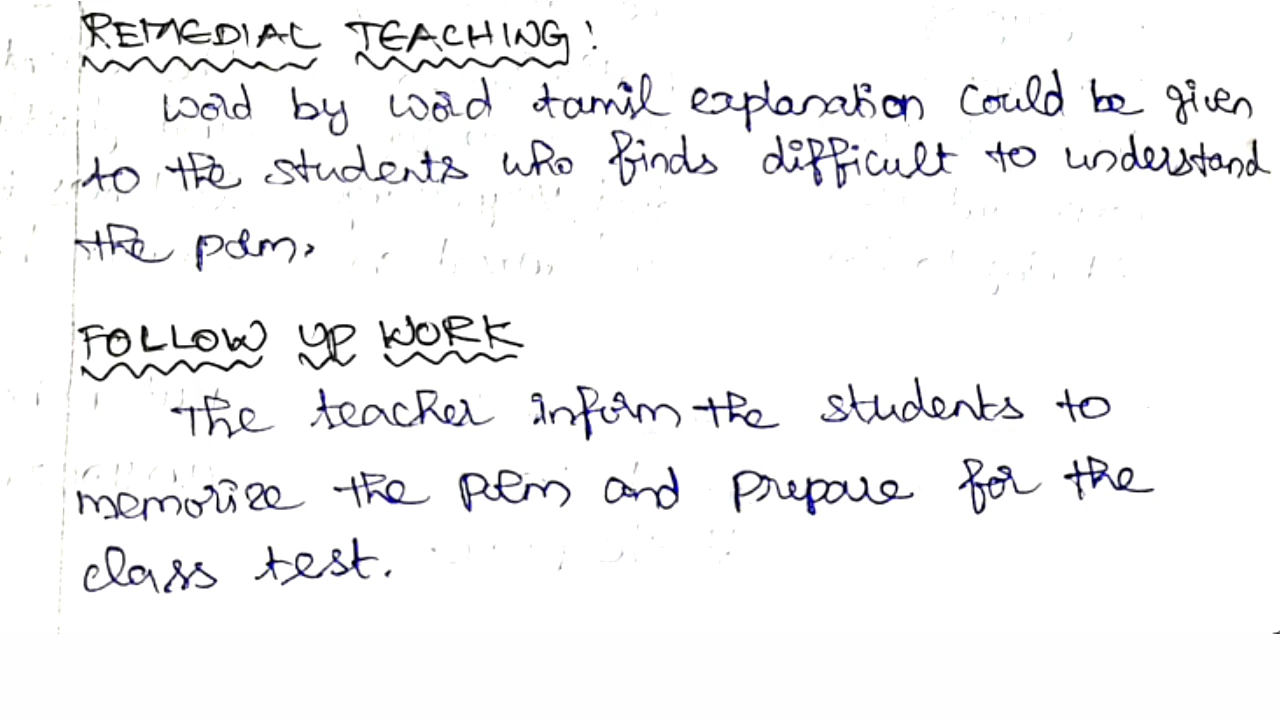 REMEDIAL TEACHING:
word by word tamil explanation could be given
to the students who finds difficult to understand
the poem.
FOLLOW UP WORK
The teacher inform the students to
memorize the poem and prepare for the
class test.